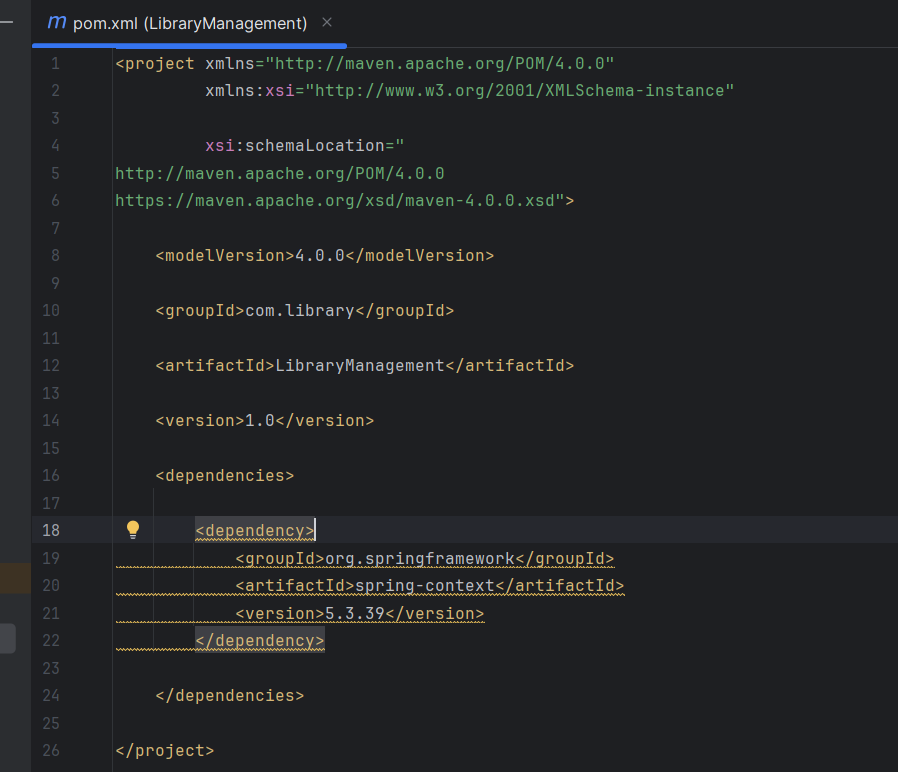 m pom.xml (LibraryManagement) ×
1 <project xmlns="http://maven.apache.org/POM/4.0.0"
2 xmlns:xsi="http://www.w3.org/2001/XMLSchema-instance"
3
4 xsi:schemaLocation="
5 http://maven.apache.org/POM/4.0.0
6 https://maven.apache.org/xsd/maven-4.0.0.xsd">
7
8 <modelVersion>4.0.0</modelVersion>
9
10 <groupId>com.library</groupId>
11
12 <artifactId>LibraryManagement</artifactId>
13
14 <version>1.0</version>
15
16 <dependencies>
17
18 <dependency>
19 <groupId>org.springframework</groupId>
20 <artifactId>spring-context</artifactId>
21 <version>5.3.39</version>
22 </dependency>
23
24 </dependencies>
25
26 </project>